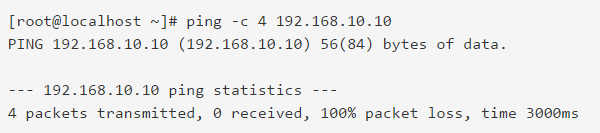 [root@localhost ~]# ping -c 4 192.168.10.10
PING 192.168.10.10 (192.168.10.10) 56(84) bytes of data.

--- 192.168.10.10 ping statistics ---
4 packets transmitted, 0 received, 100% packet loss, time 3000ms